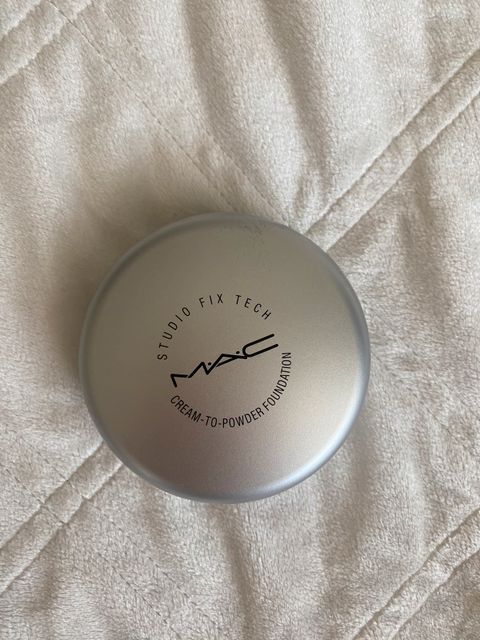 STUDIO FIX TECH
M·A·C
CREAM-TO-POWDER FOUNDATION